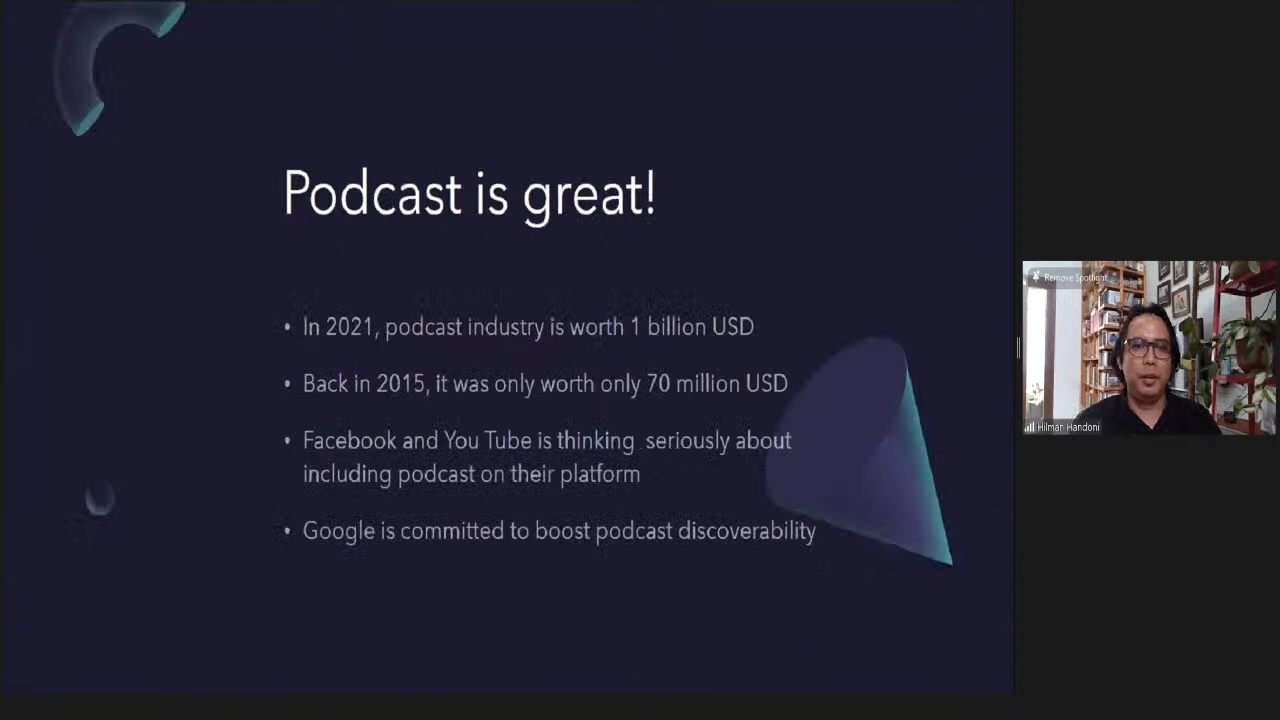 Podcast is great!
• In 2021, podcast industry is worth 1 billion USD
• Back in 2015, it was only worth only 70 million USD
• Facebook and You Tube is thinking seriously about
including podcast on their platform
• Google is committed to boost podcast discoverability
Remove Spotlight
Hilman Handoni